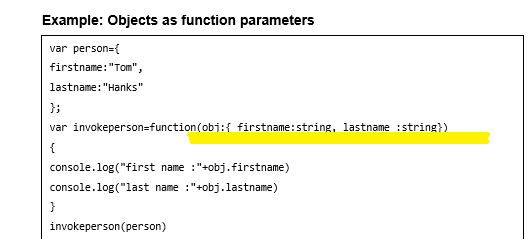 Example: Objects as function parameters
var person={
firstname:"Tom",
lastname:"Hanks"
};
var invokeperson=function(obj:{ firstname:string, lastname :string})
{
console.log("first name :"+obj.firstname)
console.log("last name :"+obj.lastname)
}
invokeperson(person)